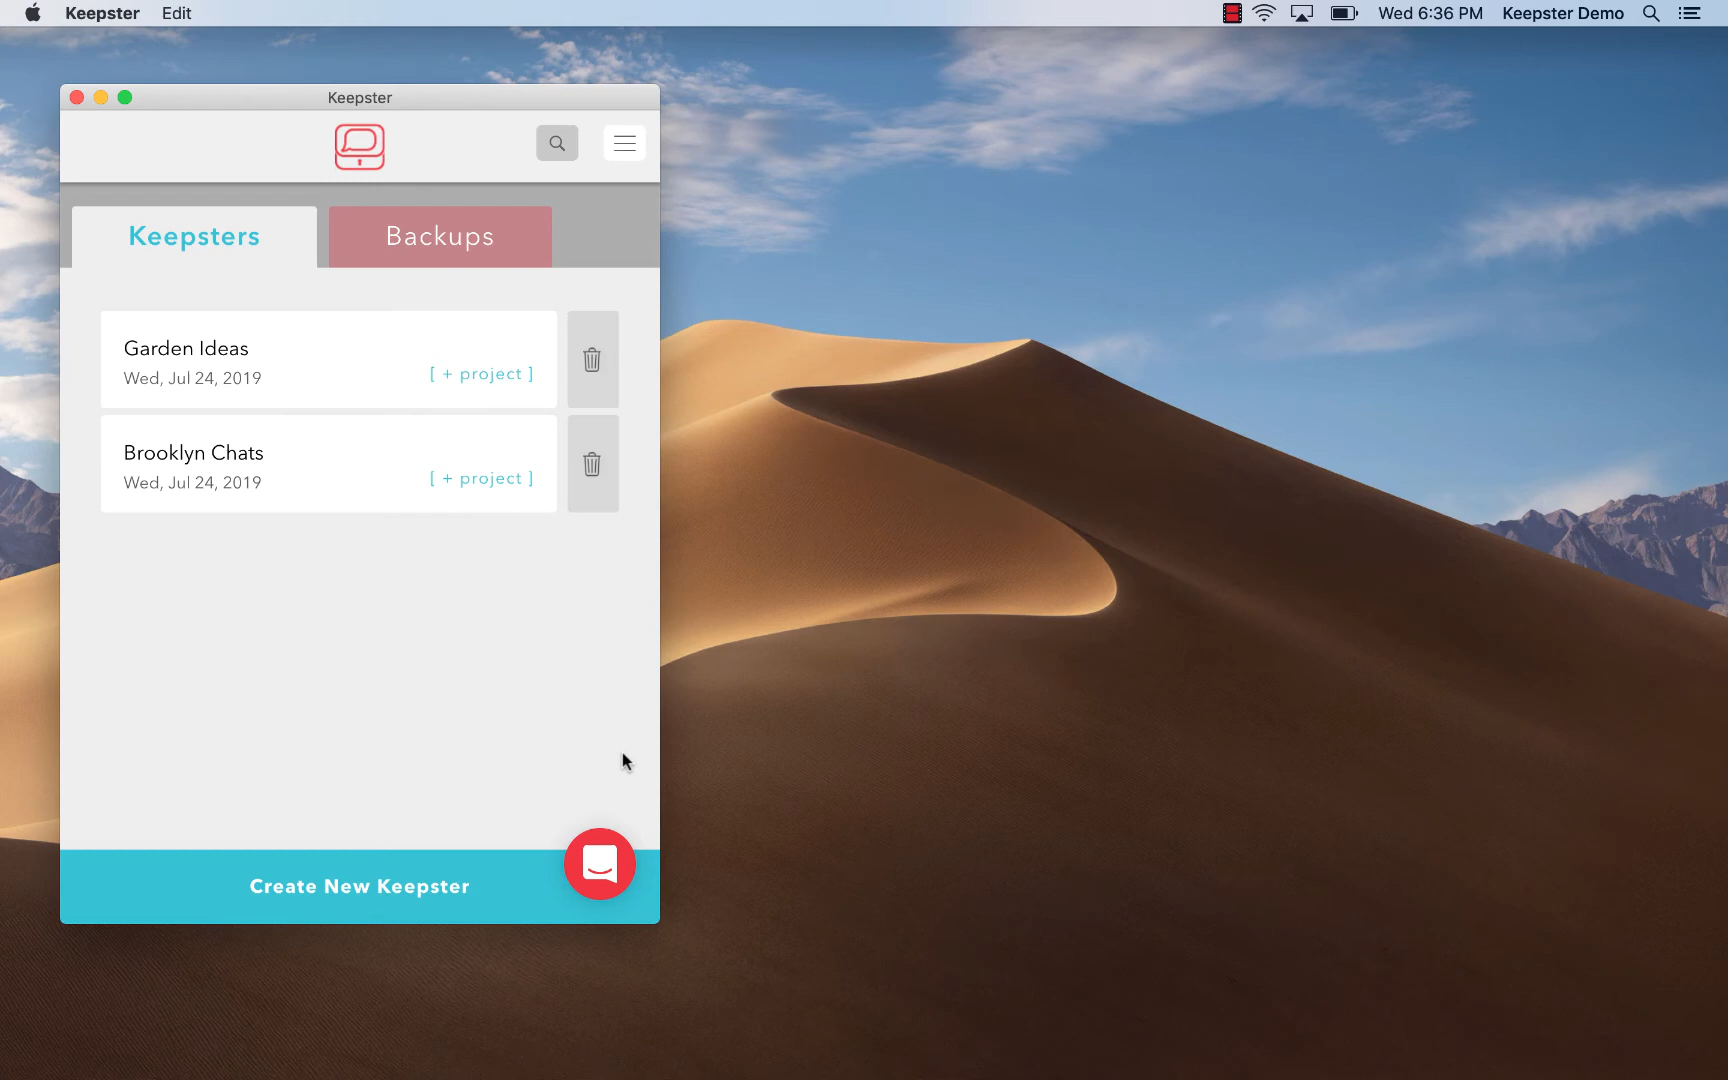 Keepster Edit Wed 6:36 PM Keepster Demo
Keepster
Keepsters Backups
Garden Ideas
Wed, Jul 24, 2019 [ + project ]
Brooklyn Chats
Wed, Jul 24, 2019 [ + project ]
Create New Keepster